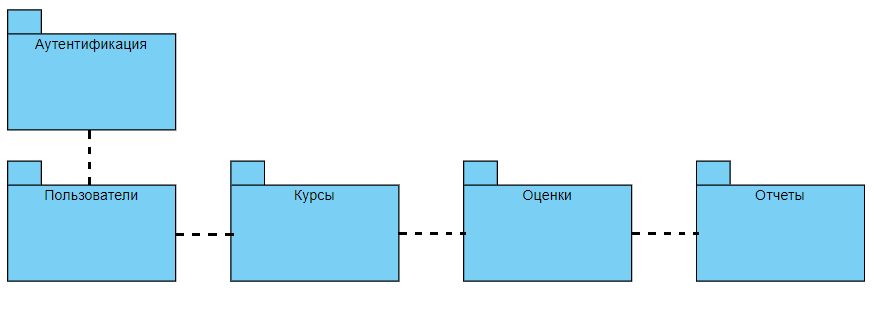 Аутентификация
Пользователи
Курсы
Оценки
Отчеты